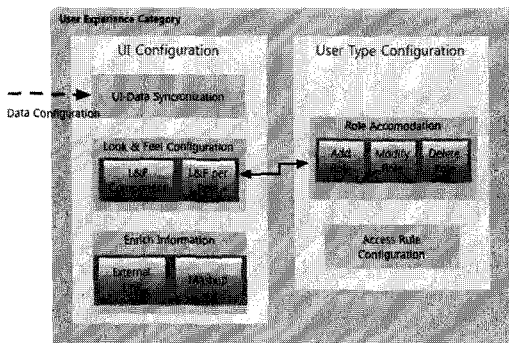 User Experience Category
UI Configuration
User Type Configuration
UI-Data Syncronization
Data Configuration
Look & Feel Configuration
L&F
L&F per
Role Accomodation
Add
Modify
Delete
Enrich Information
External
Mashup
Access Rule
Configuration